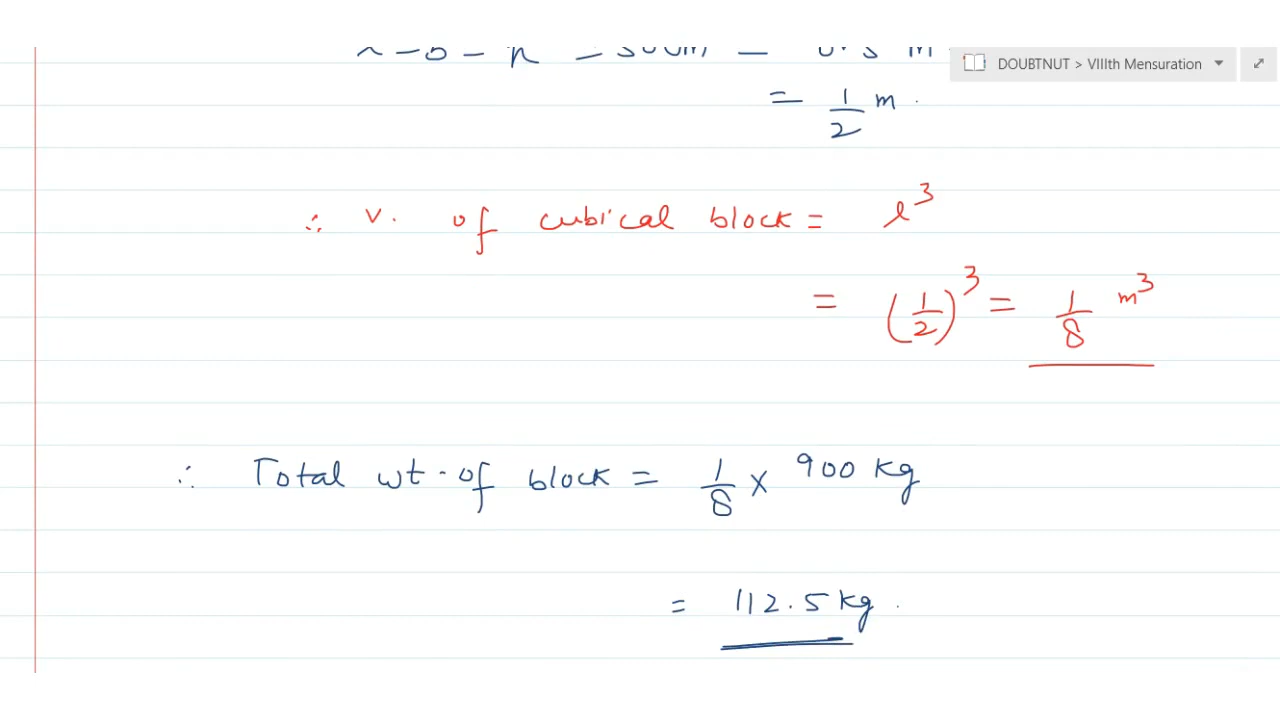 DOUBTNUT > VIIIth Mensuration
= 1/2 m.
∴ V. of cubical block = l³
= (1/2)³ = 1/8 m³
∴ Total wt. of block = 1/8 × 900 kg
= 112.5 kg.